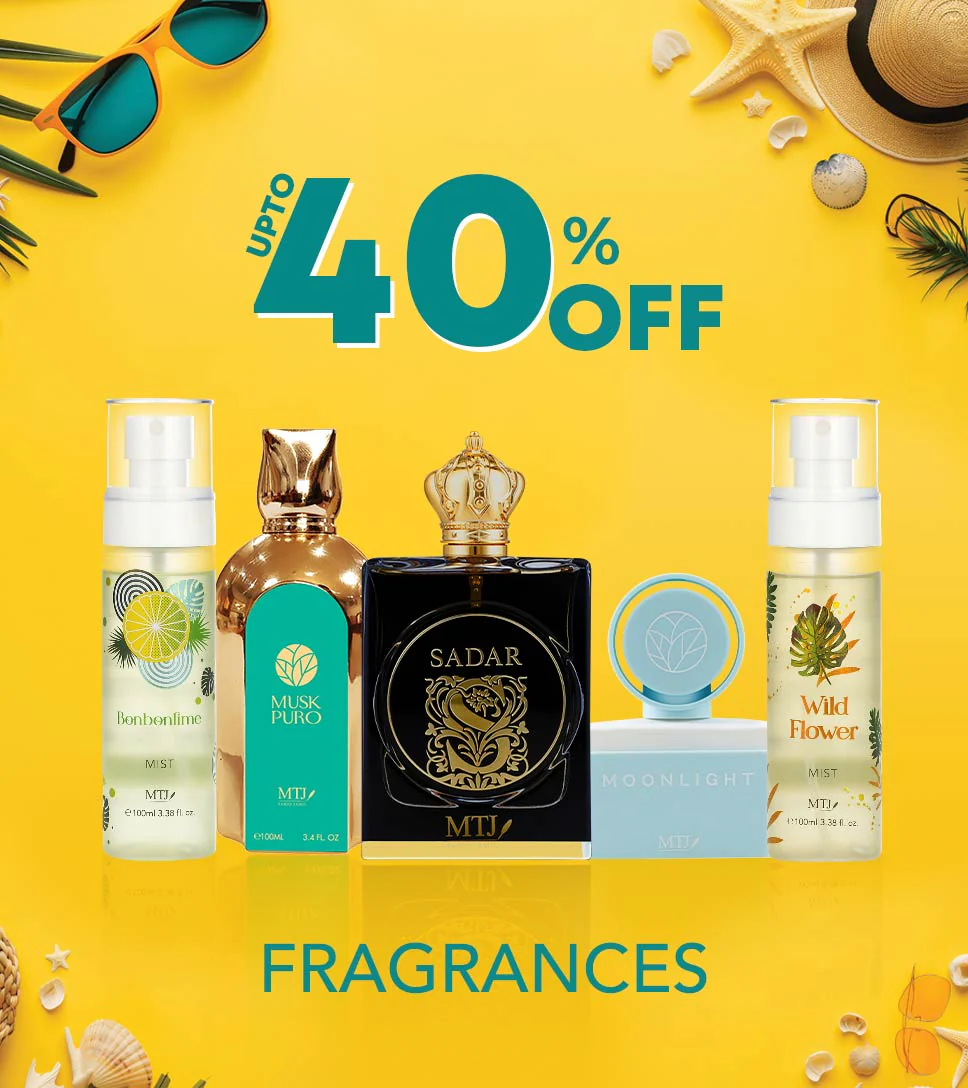 UPTO
40%
OFF
Bonbonlime
MIST
MTJ
℮100ml 3.38 fl. oz.
MUSK
PURO
MTJ
℮100ML 3.4 FL. OZ
SADAR
MTJ
MOONLIGHT
MTJ
Wild
Flower
MIST
MTJ
℮100ml 3.38 fl. oz.
FRAGRANCES